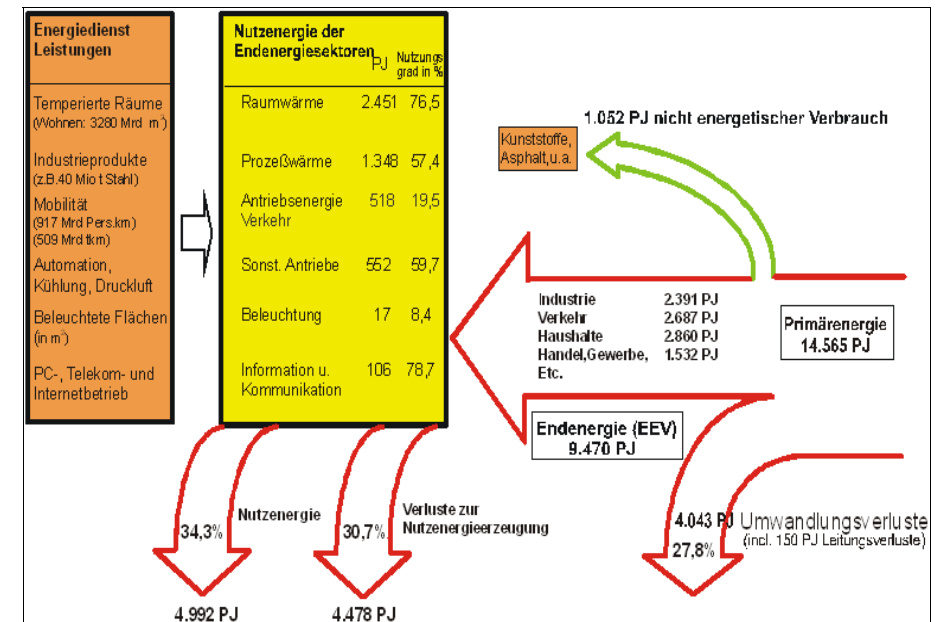 Energiedienst
Leistungen
Temperierte Räume
(Wohnen: 3280 Mrd m³)
Industrieprodukte
(z.B.40 Mio t Stahl)
Mobilität
(917 Mrd Pers.km)
(509 Mrd tkm)
Automation,
Kühlung, Druckluft
Beleuchtete Flächen
(in m³)
PC-, Telekom- und
Internetbetrieb
Nutzenergie der
Endenergiesektoren
PJ Nutzungs
grad in %
Raumwärme 2.451 76,5
Prozeßwärme 1.348 57,4
Antriebsenergie 518 19,5
Verkehr
Sonst. Antriebe 552 59,7
Beleuchtung 17 8,4
Information u. 106 78,7
Kommunikation
1.052 PJ nicht energetischer Verbrauch
Kunststoffe,
Asphalt,u.a.
Industrie 2.391 PJ
Verkehr 2.687 PJ
Haushalte 2.860 PJ
Handel,Gewerbe, 1.532 PJ
Etc.
Primärenergie
14.565 PJ
Endenergie (EEV)
9.470 PJ
34,3%
Nutzenergie
4.992 PJ
30,7%
Verluste zur
Nutzenergieerzeugung
4.478 PJ
4.043 PJ Umwandlungsverluste
(incl. 150 PJ Leitungsverluste)
27,8%